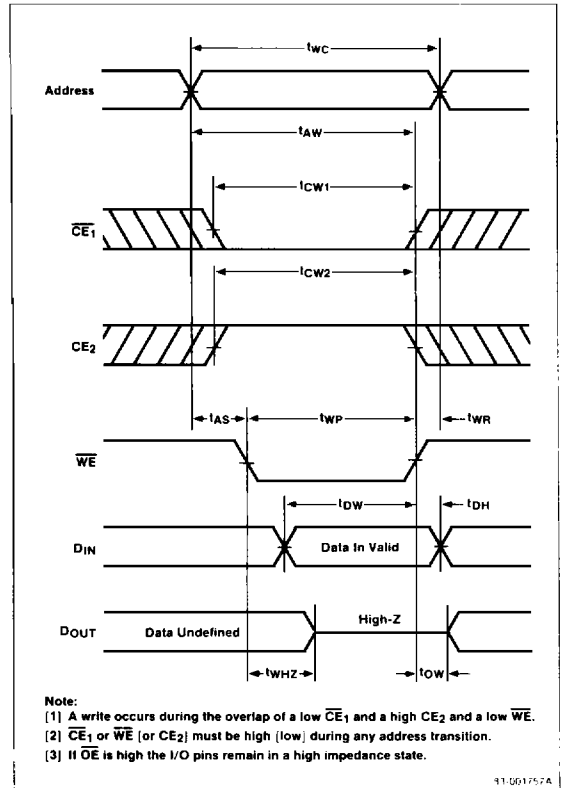 tWC
Address
tAW
tCW1
CE1
tCW2
CE2
tAS
tWP
tWR
WE
tDW
tDH
DIN
Data In Valid
DOUT
Data Undefined
High-Z
tWHZ
tOW
Note:
[1] A write occurs during the overlap of a low CE1 and a high CE2 and a low WE.
[2] CE1 or WE [or CE2] must be high [low] during any address transition.
[3] If OE is high the I/O pins remain in a high impedance state.
83-001757A